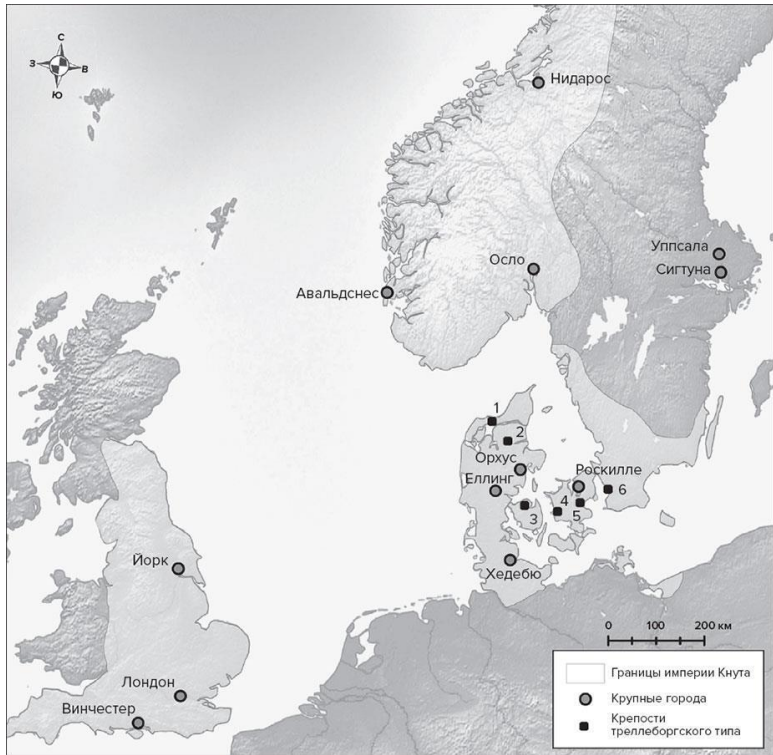 С
З
В
Ю
Нидарос
Уппсала
Сигтуна
Осло
Авальдснес
1
2
Орхус
Роскилле
Еллинг
6
4
3
5
Йорк
Хедебю
0 100 200 км
Лондон
Винчестер
Границы империи Кнута
Крупные города
Крепости
треллеборгского типа